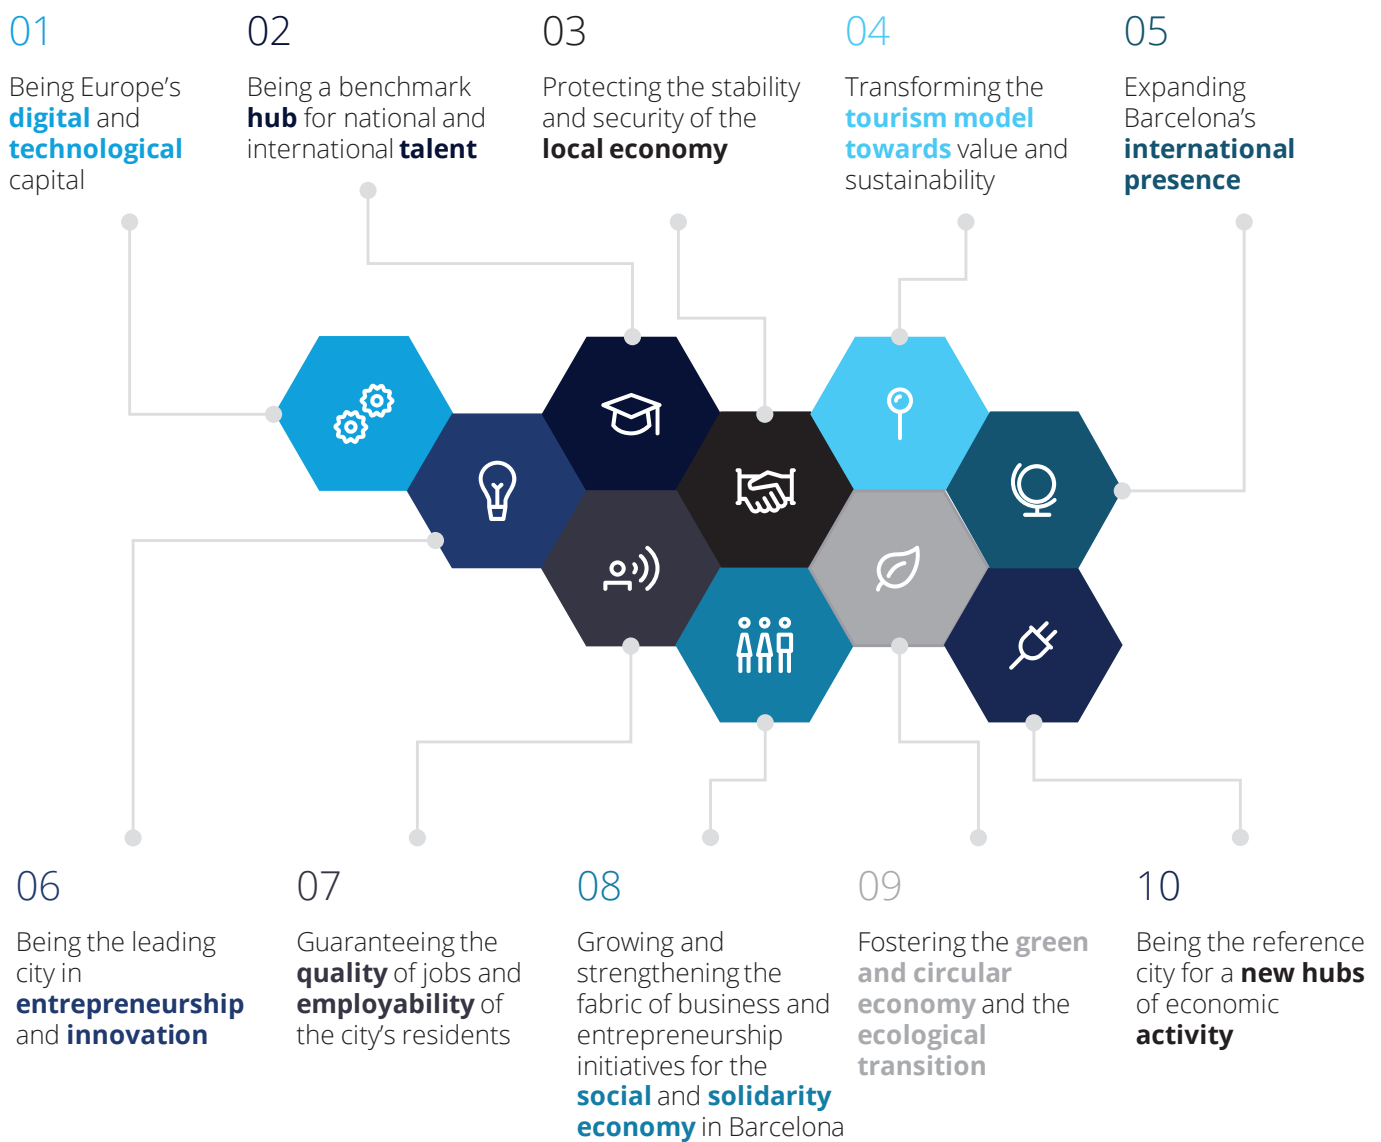 01
Being Europe's
digital and
technological
capital
02
Being a benchmark
hub for national and
international talent
03
Protecting the stability
and security of the
local economy
04
Transforming the
tourism model
towards value and
sustainability
05
Expanding
Barcelona's
international
presence
06
Being the leading
city in
entrepreneurship
and innovation
07
Guaranteeing the
quality of jobs and
employability of
the city's residents
08
Growing and
strengthening the
fabric of business and
entrepreneurship
initiatives for the
social and solidarity
economy in Barcelona
09
Fostering the green
and circular
economy and the
ecological
transition
10
Being the reference
city for a new hubs
of economic
activity